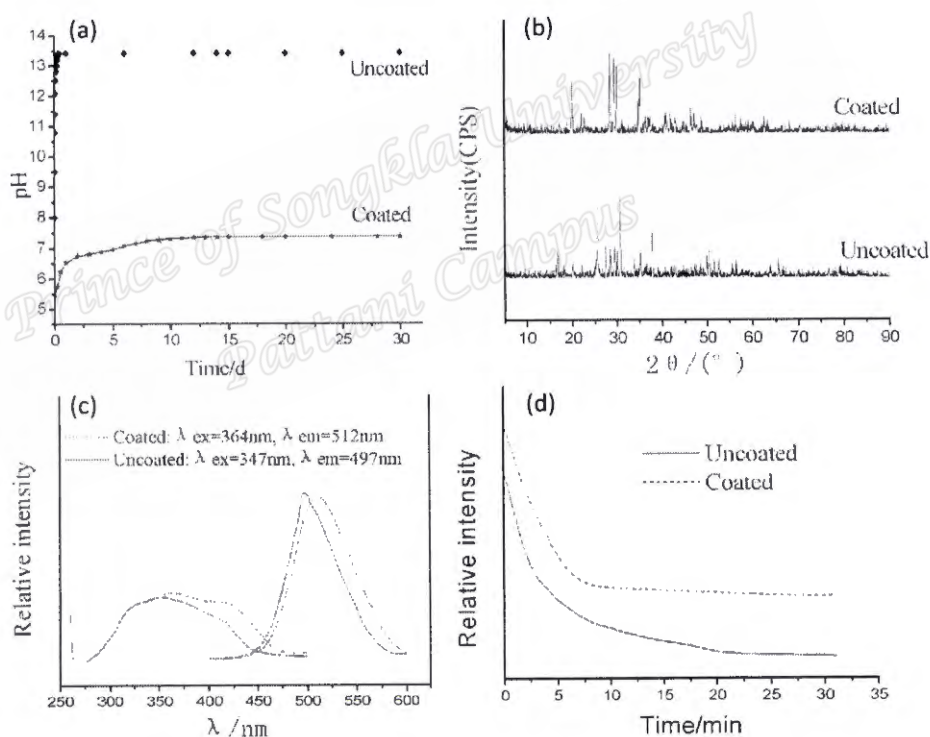 (a)
14
13
12
11
10
9
8
7
6
5
pH
Uncoated
Coated
0
5
10
15
20
25
30
Time/d
(b)
Intensity(CPS)
Coated
Uncoated
10
20
30
40
50
60
70
80
90
2 θ /(°)
Prince of Songkla University
Pattani Campus
(c)
Coated: λ ex=364nm, λ em=512nm
Uncoated: λ ex=347nm, λ em=497nm
Relative intensity
250
300
350
400
450
500
550
600
λ /nm
(d)
Uncoated
Coated
Relative intensity
0
5
10
15
20
25
30
35
Time/min